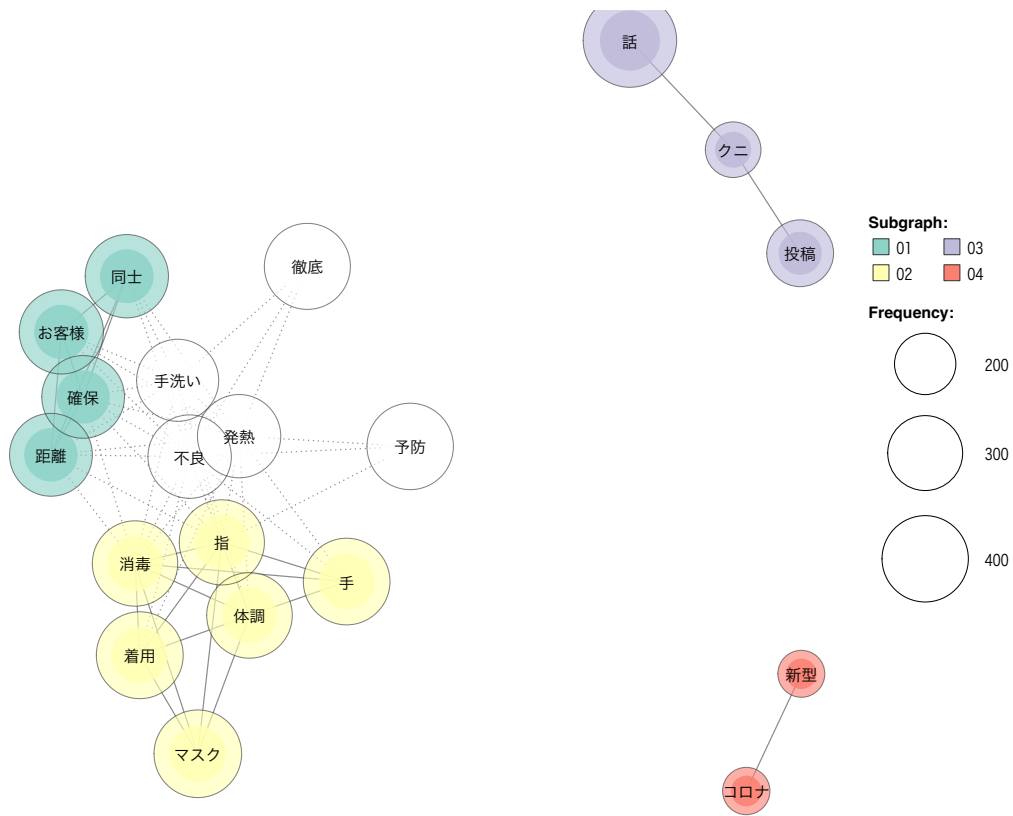 話
クニ
投稿
Subgraph:
01 03
02 04
Frequency:
200
300
400
同士
徹底
お客様
手洗い
確保
発熱
予防
距離
不良
指
消毒
手
体調
着用
マスク
新型
コロナ